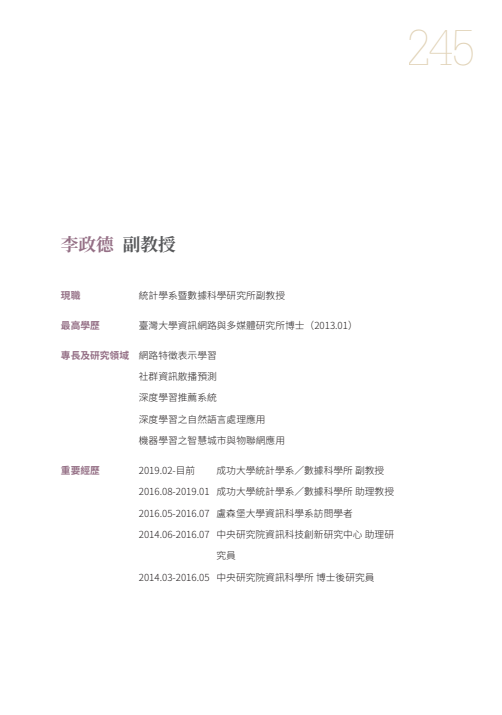 245
李政德 副教授
現職 統計學系暨數據科學研究所副教授
最高學歷 臺灣大學資訊網路與多媒體研究所博士（2013.01）
專長及研究領域 網路特徵表示學習
社群資訊散播預測
深度學習推薦系統
深度學習之自然語言處理應用
機器學習之智慧城市與物聯網應用
重要經歷 2019.02-目前 成功大學統計學系／數據科學所 副教授
2016.08-2019.01 成功大學統計學系／數據科學所 助理教授
2016.05-2016.07 盧森堡大學資訊科學系訪問學者
2014.06-2016.07 中央研究院資訊科技創新研究中心 助理研
究員
2014.03-2016.05 中央研究院資訊科學所 博士後研究員